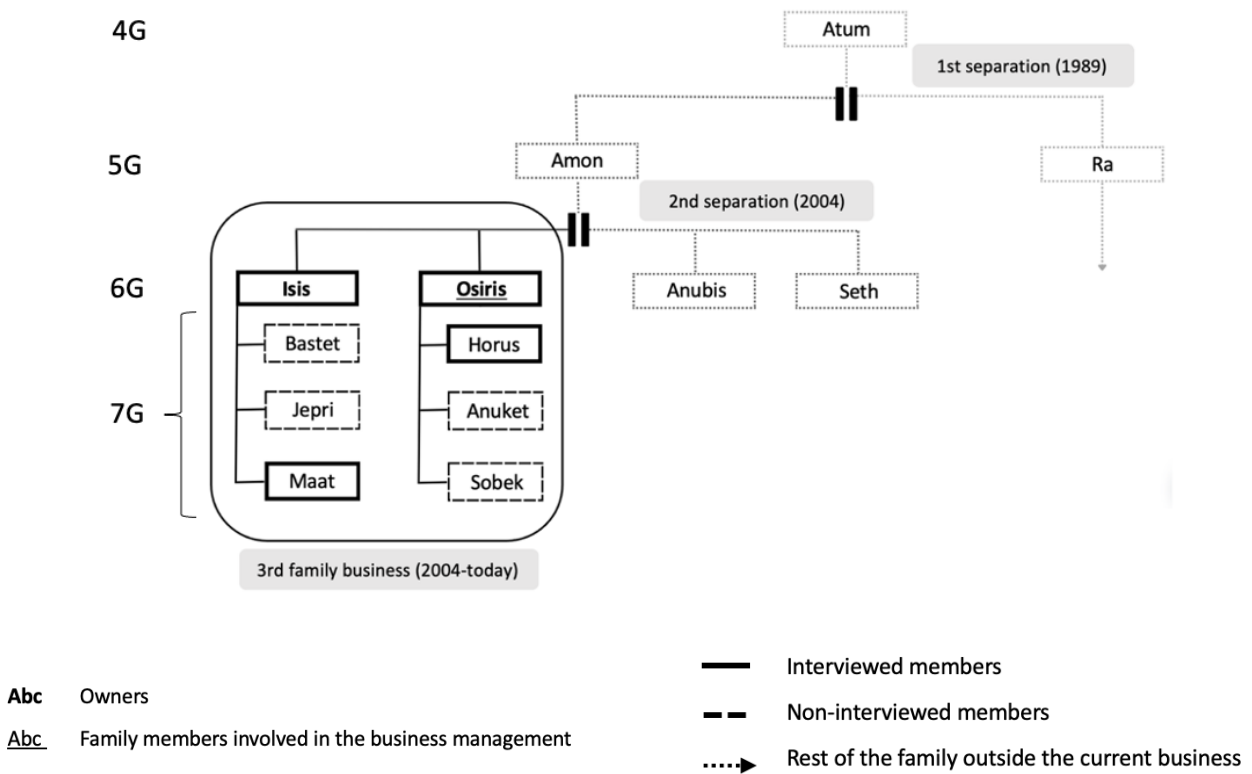 4G
Atum
1st separation (1989)
5G
Amon
Ra
2nd separation (2004)
6G
Isis
Osiris
Anubis
Seth
Bastet
Horus
7G
Jepri
Anuket
Maat
Sobek
3rd family business (2004-today)
Interviewed members
Abc Owners
Non-interviewed members
Abc Family members involved in the business management
Rest of the family outside the current business